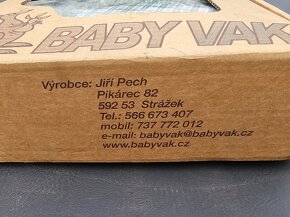 BABY VAK
Výrobce: Jiří Pech
Pikárec 82
592 53 Strážek
Tel.: 566 673 407
mobil: 737 772 012
e-mail: babyvak@babyvak.cz
www.babyvak.cz